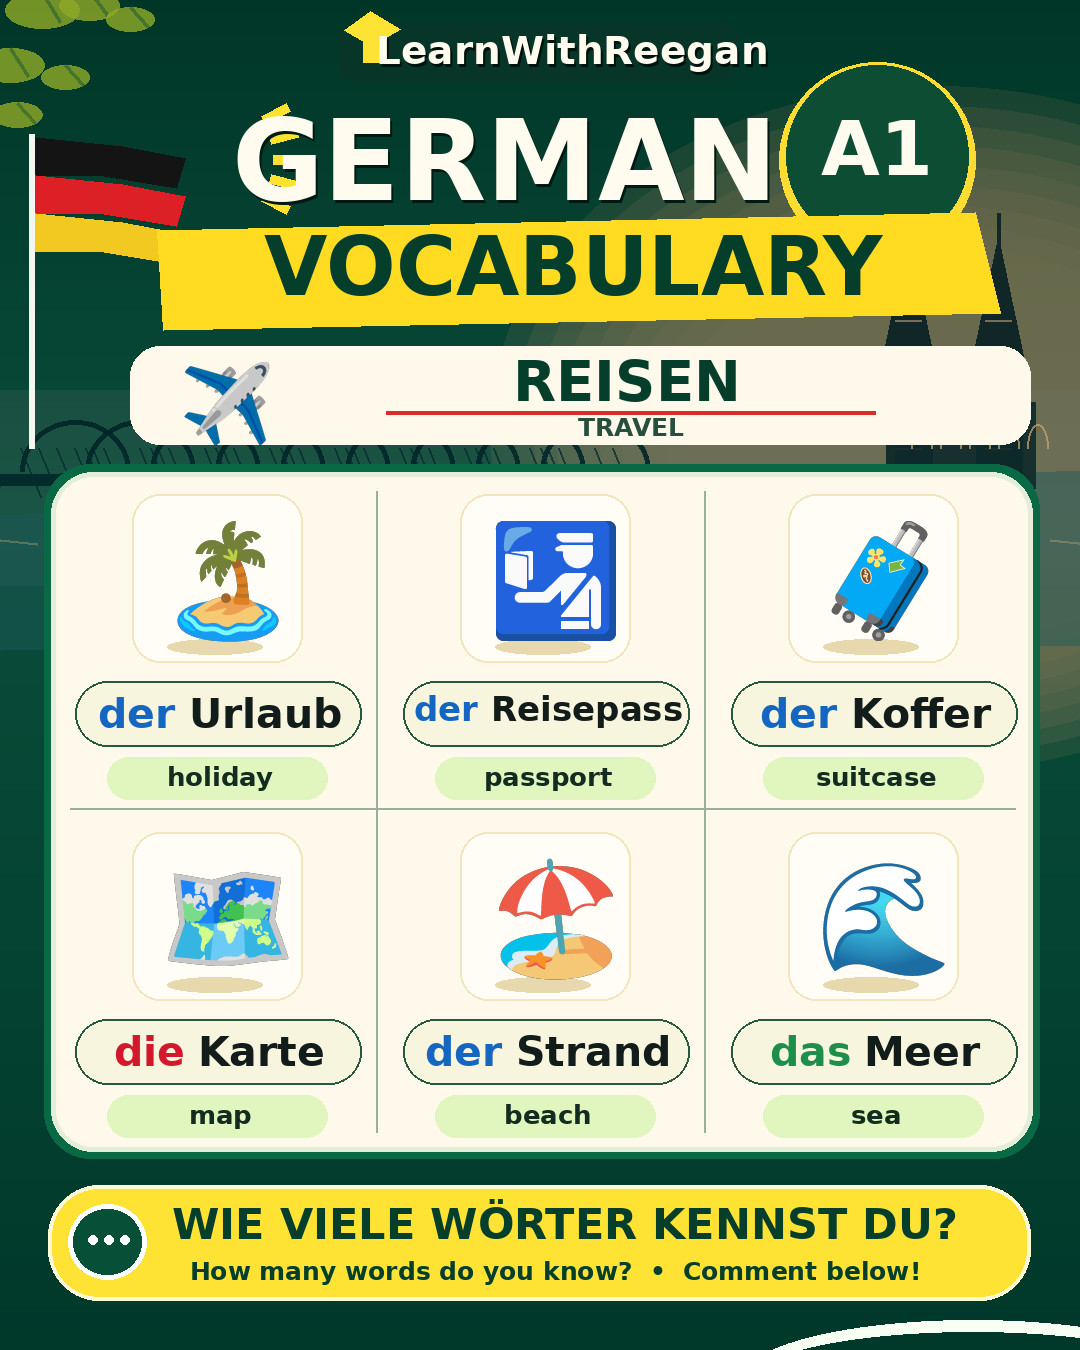 LearnWithReegan
GERMAN
A1
VOCABULARY
REISEN
TRAVEL
der Urlaub
holiday
der Reisepass
passport
der Koffer
suitcase
die Karte
map
der Strand
beach
das Meer
sea
WIE VIELE WÖRTER KENNST DU?
How many words do you know? • Comment below!